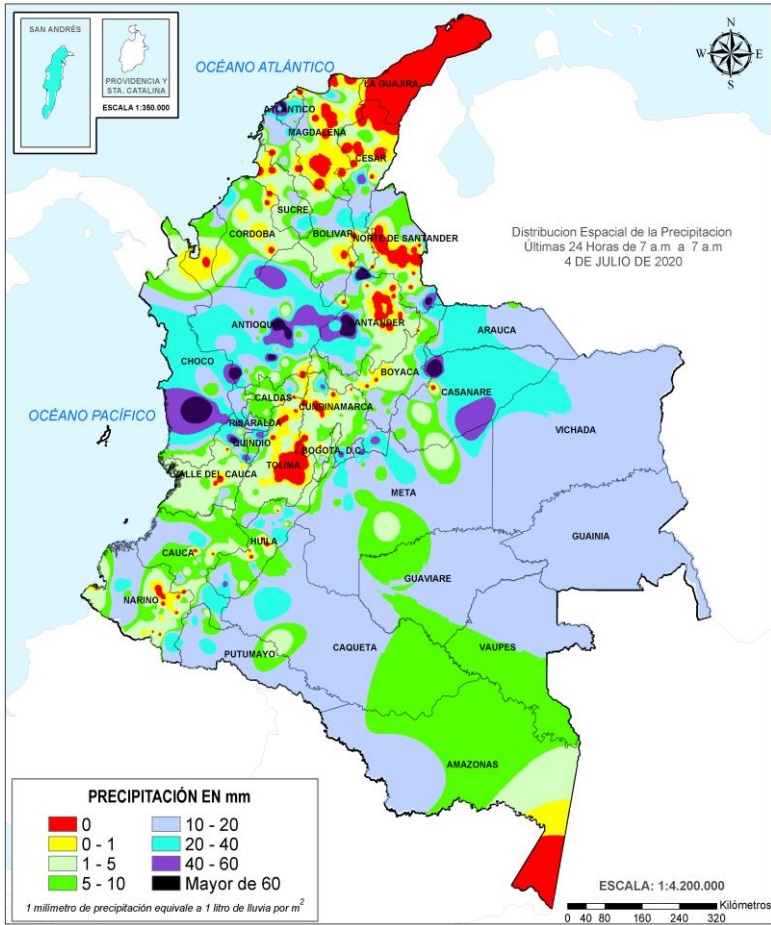 SAN ANDRÉS
PROVIDENCIA Y
STA. CATALINA
ESCALA 1:350.000
N
W
E
S
OCÉANO ATLÁNTICO
LA GUAJIRA
ATLANTICO
MAGDALENA
CESAR
SUCRE
CORDOBA
BOLIVAR
NORTE DE SANTANDER
Distribucion Espacial de la Precipitacion
Últimas 24 Horas de 7 a.m a 7 a.m
4 DE JULIO DE 2020
ANTIOQUIA
SANTANDER
ARAUCA
CHOCO
BOYACA
CASANARE
CALDAS
CUNDINAMARCA
OCÉANO PACÍFICO
RISARALDA
VICHADA
QUINDIO
BOGOTA, D.C.
TOLIMA
VALLE DEL CAUCA
META
GUAINIA
HUILA
CAUCA
GUAVIARE
NARINO
CAQUETA
VAUPES
PUTUMAYO
AMAZONAS
PRECIPITACIÓN EN mm
0
10 - 20
0 - 1
20 - 40
1 - 5
40 - 60
5 - 10
Mayor de 60
1 milímetro de precipitación equivale a 1 litro de lluvia por m²
ESCALA: 1:4.200.000
Kilómetros
0 40 80 160 240 320